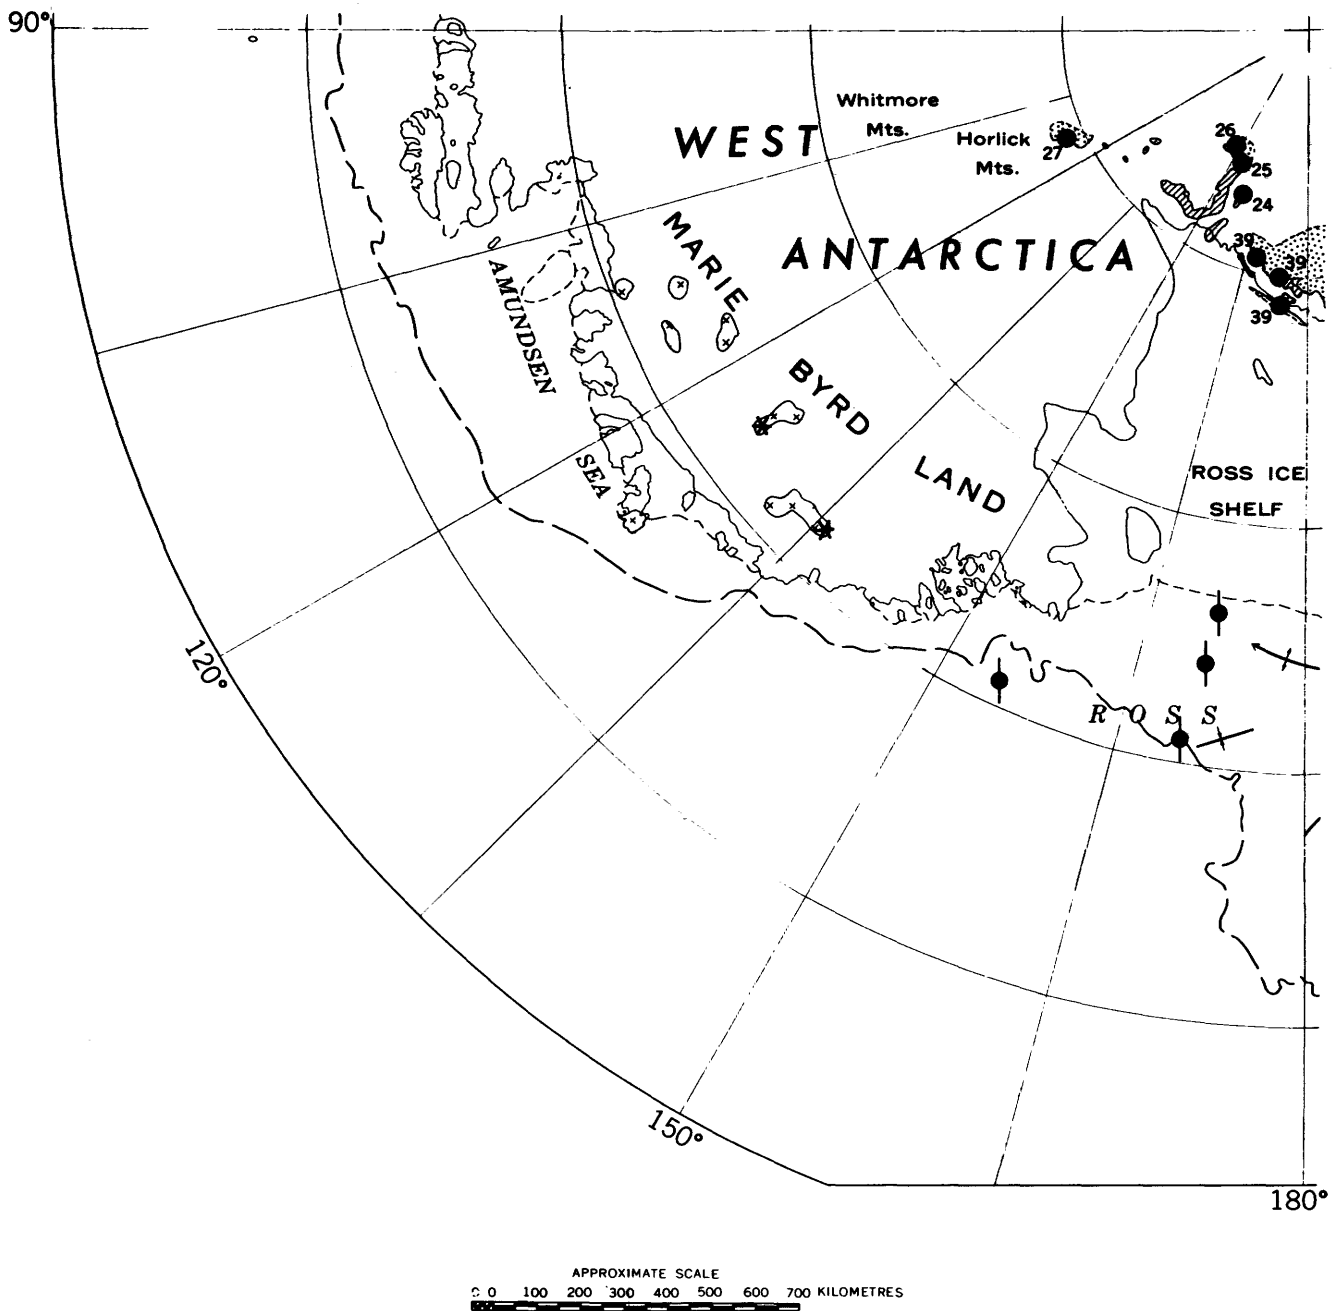 90°
Whitmore
Mts.
WEST
Horlick
Mts.
27
26
25
24
MARIE
ANTARCTICA
39
39
39
AMUNDSEN
SEA
BYRD
LAND
ROSS ICE
SHELF
120°
R O S S
150°
180°
APPROXIMATE SCALE
0 0 100 200 300 400 500 600 700 KILOMETRES